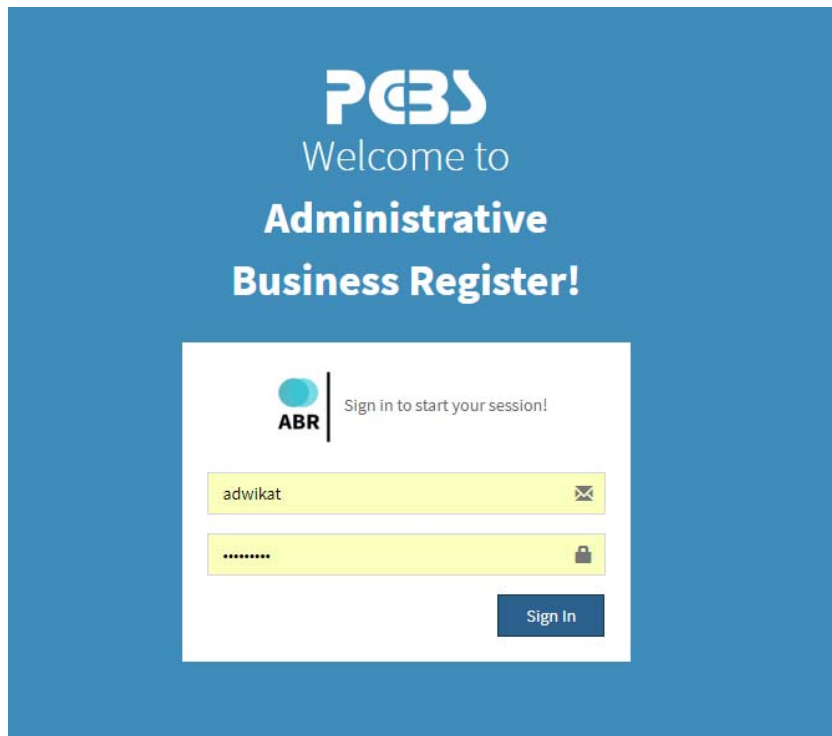 PCBS
Welcome to
Administrative
Business Register!
ABR
Sign in to start your session!
adwikat
•••••••••
Sign In